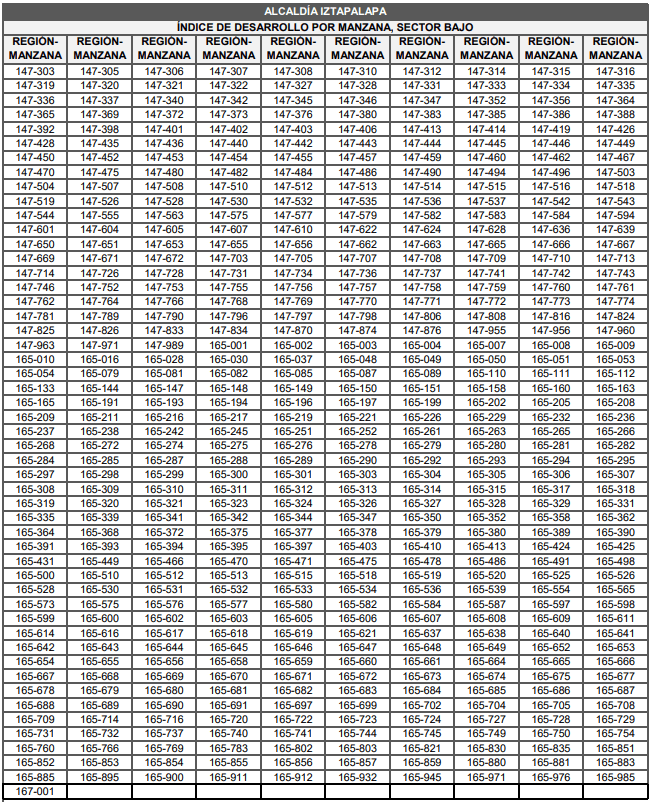 ALCALDÍA IZTAPALAPA
ÍNDICE DE DESARROLLO POR MANZANA, SECTOR BAJO
REGIÓN- REGIÓN- REGIÓN- REGIÓN- REGIÓN- REGIÓN- REGIÓN- REGIÓN- REGIÓN- REGIÓN-
MANZANA MANZANA MANZANA MANZANA MANZANA MANZANA MANZANA MANZANA MANZANA MANZANA
147-303 147-305 147-306 147-307 147-308 147-310 147-312 147-314 147-315 147-316
147-319 147-320 147-321 147-322 147-327 147-328 147-331 147-333 147-334 147-335
147-336 147-337 147-340 147-342 147-345 147-346 147-347 147-352 147-356 147-364
147-365 147-369 147-372 147-373 147-376 147-380 147-383 147-385 147-386 147-388
147-392 147-398 147-401 147-402 147-403 147-406 147-413 147-414 147-419 147-426
147-428 147-435 147-436 147-440 147-442 147-443 147-444 147-445 147-446 147-449
147-450 147-452 147-453 147-454 147-455 147-457 147-459 147-460 147-462 147-467
147-470 147-475 147-480 147-482 147-484 147-486 147-490 147-494 147-496 147-503
147-504 147-507 147-508 147-510 147-512 147-513 147-514 147-515 147-516 147-518
147-519 147-526 147-528 147-530 147-532 147-535 147-536 147-537 147-542 147-543
147-544 147-555 147-563 147-575 147-577 147-579 147-582 147-583 147-584 147-594
147-601 147-604 147-605 147-607 147-610 147-622 147-624 147-628 147-636 147-639
147-650 147-651 147-653 147-655 147-656 147-662 147-663 147-665 147-666 147-667
147-669 147-671 147-672 147-703 147-705 147-707 147-708 147-709 147-710 147-713
147-714 147-726 147-728 147-731 147-734 147-736 147-737 147-741 147-742 147-743
147-746 147-752 147-753 147-755 147-756 147-757 147-758 147-759 147-760 147-761
147-762 147-764 147-766 147-768 147-769 147-770 147-771 147-772 147-773 147-774
147-781 147-789 147-790 147-796 147-797 147-798 147-806 147-808 147-816 147-824
147-825 147-826 147-833 147-834 147-870 147-874 147-876 147-955 147-956 147-960
147-963 147-971 147-989 165-001 165-002 165-003 165-004 165-007 165-008 165-009
165-010 165-016 165-028 165-030 165-037 165-048 165-049 165-050 165-051 165-053
165-054 165-079 165-081 165-082 165-085 165-087 165-089 165-110 165-111 165-112
165-133 165-144 165-147 165-148 165-149 165-150 165-151 165-158 165-160 165-163
165-165 165-191 165-193 165-194 165-196 165-197 165-199 165-202 165-205 165-208
165-209 165-211 165-216 165-217 165-219 165-221 165-226 165-229 165-232 165-236
165-237 165-238 165-242 165-245 165-251 165-252 165-261 165-263 165-265 165-266
165-268 165-272 165-274 165-275 165-276 165-278 165-279 165-280 165-281 165-282
165-284 165-285 165-287 165-288 165-289 165-290 165-292 165-293 165-294 165-295
165-297 165-298 165-299 165-300 165-301 165-303 165-304 165-305 165-306 165-307
165-308 165-309 165-310 165-311 165-312 165-313 165-314 165-315 165-317 165-318
165-319 165-320 165-321 165-323 165-324 165-326 165-327 165-328 165-329 165-331
165-335 165-339 165-341 165-342 165-344 165-347 165-350 165-352 165-358 165-362
165-364 165-368 165-372 165-375 165-377 165-378 165-379 165-380 165-389 165-390
165-391 165-393 165-394 165-395 165-397 165-403 165-410 165-413 165-424 165-425
165-431 165-449 165-466 165-470 165-471 165-475 165-478 165-486 165-491 165-498
165-500 165-510 165-512 165-513 165-515 165-518 165-519 165-520 165-525 165-526
165-528 165-530 165-531 165-532 165-533 165-534 165-536 165-539 165-554 165-565
165-573 165-575 165-576 165-577 165-580 165-582 165-584 165-587 165-597 165-598
165-599 165-600 165-602 165-603 165-605 165-606 165-607 165-608 165-609 165-611
165-614 165-616 165-617 165-618 165-619 165-621 165-637 165-638 165-640 165-641
165-642 165-643 165-644 165-645 165-646 165-647 165-648 165-649 165-652 165-653
165-654 165-655 165-656 165-658 165-659 165-660 165-661 165-664 165-665 165-666
165-667 165-668 165-669 165-670 165-671 165-672 165-673 165-674 165-675 165-677
165-678 165-679 165-680 165-681 165-682 165-683 165-684 165-685 165-686 165-687
165-688 165-689 165-690 165-691 165-697 165-699 165-702 165-704 165-705 165-708
165-709 165-714 165-716 165-720 165-722 165-723 165-724 165-727 165-728 165-729
165-731 165-732 165-737 165-740 165-741 165-744 165-745 165-749 165-750 165-754
165-760 165-766 165-769 165-783 165-802 165-803 165-821 165-830 165-835 165-851
165-852 165-853 165-854 165-855 165-856 165-857 165-859 165-880 165-881 165-883
165-885 165-895 165-900 165-911 165-912 165-932 165-945 165-971 165-976 165-985
167-001